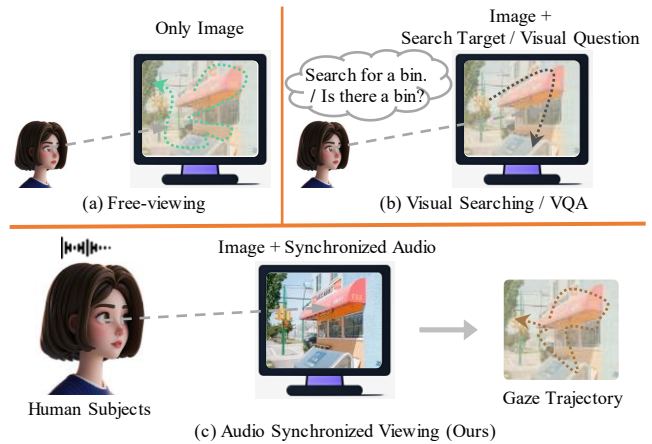 Only Image
Image +
Search Target / Visual Question
Search for a bin.
/ Is there a bin?
(a) Free-viewing
(b) Visual Searching / VQA
Image + Synchronized Audio
Human Subjects
Gaze Trajectory
(c) Audio Synchronized Viewing (Ours)